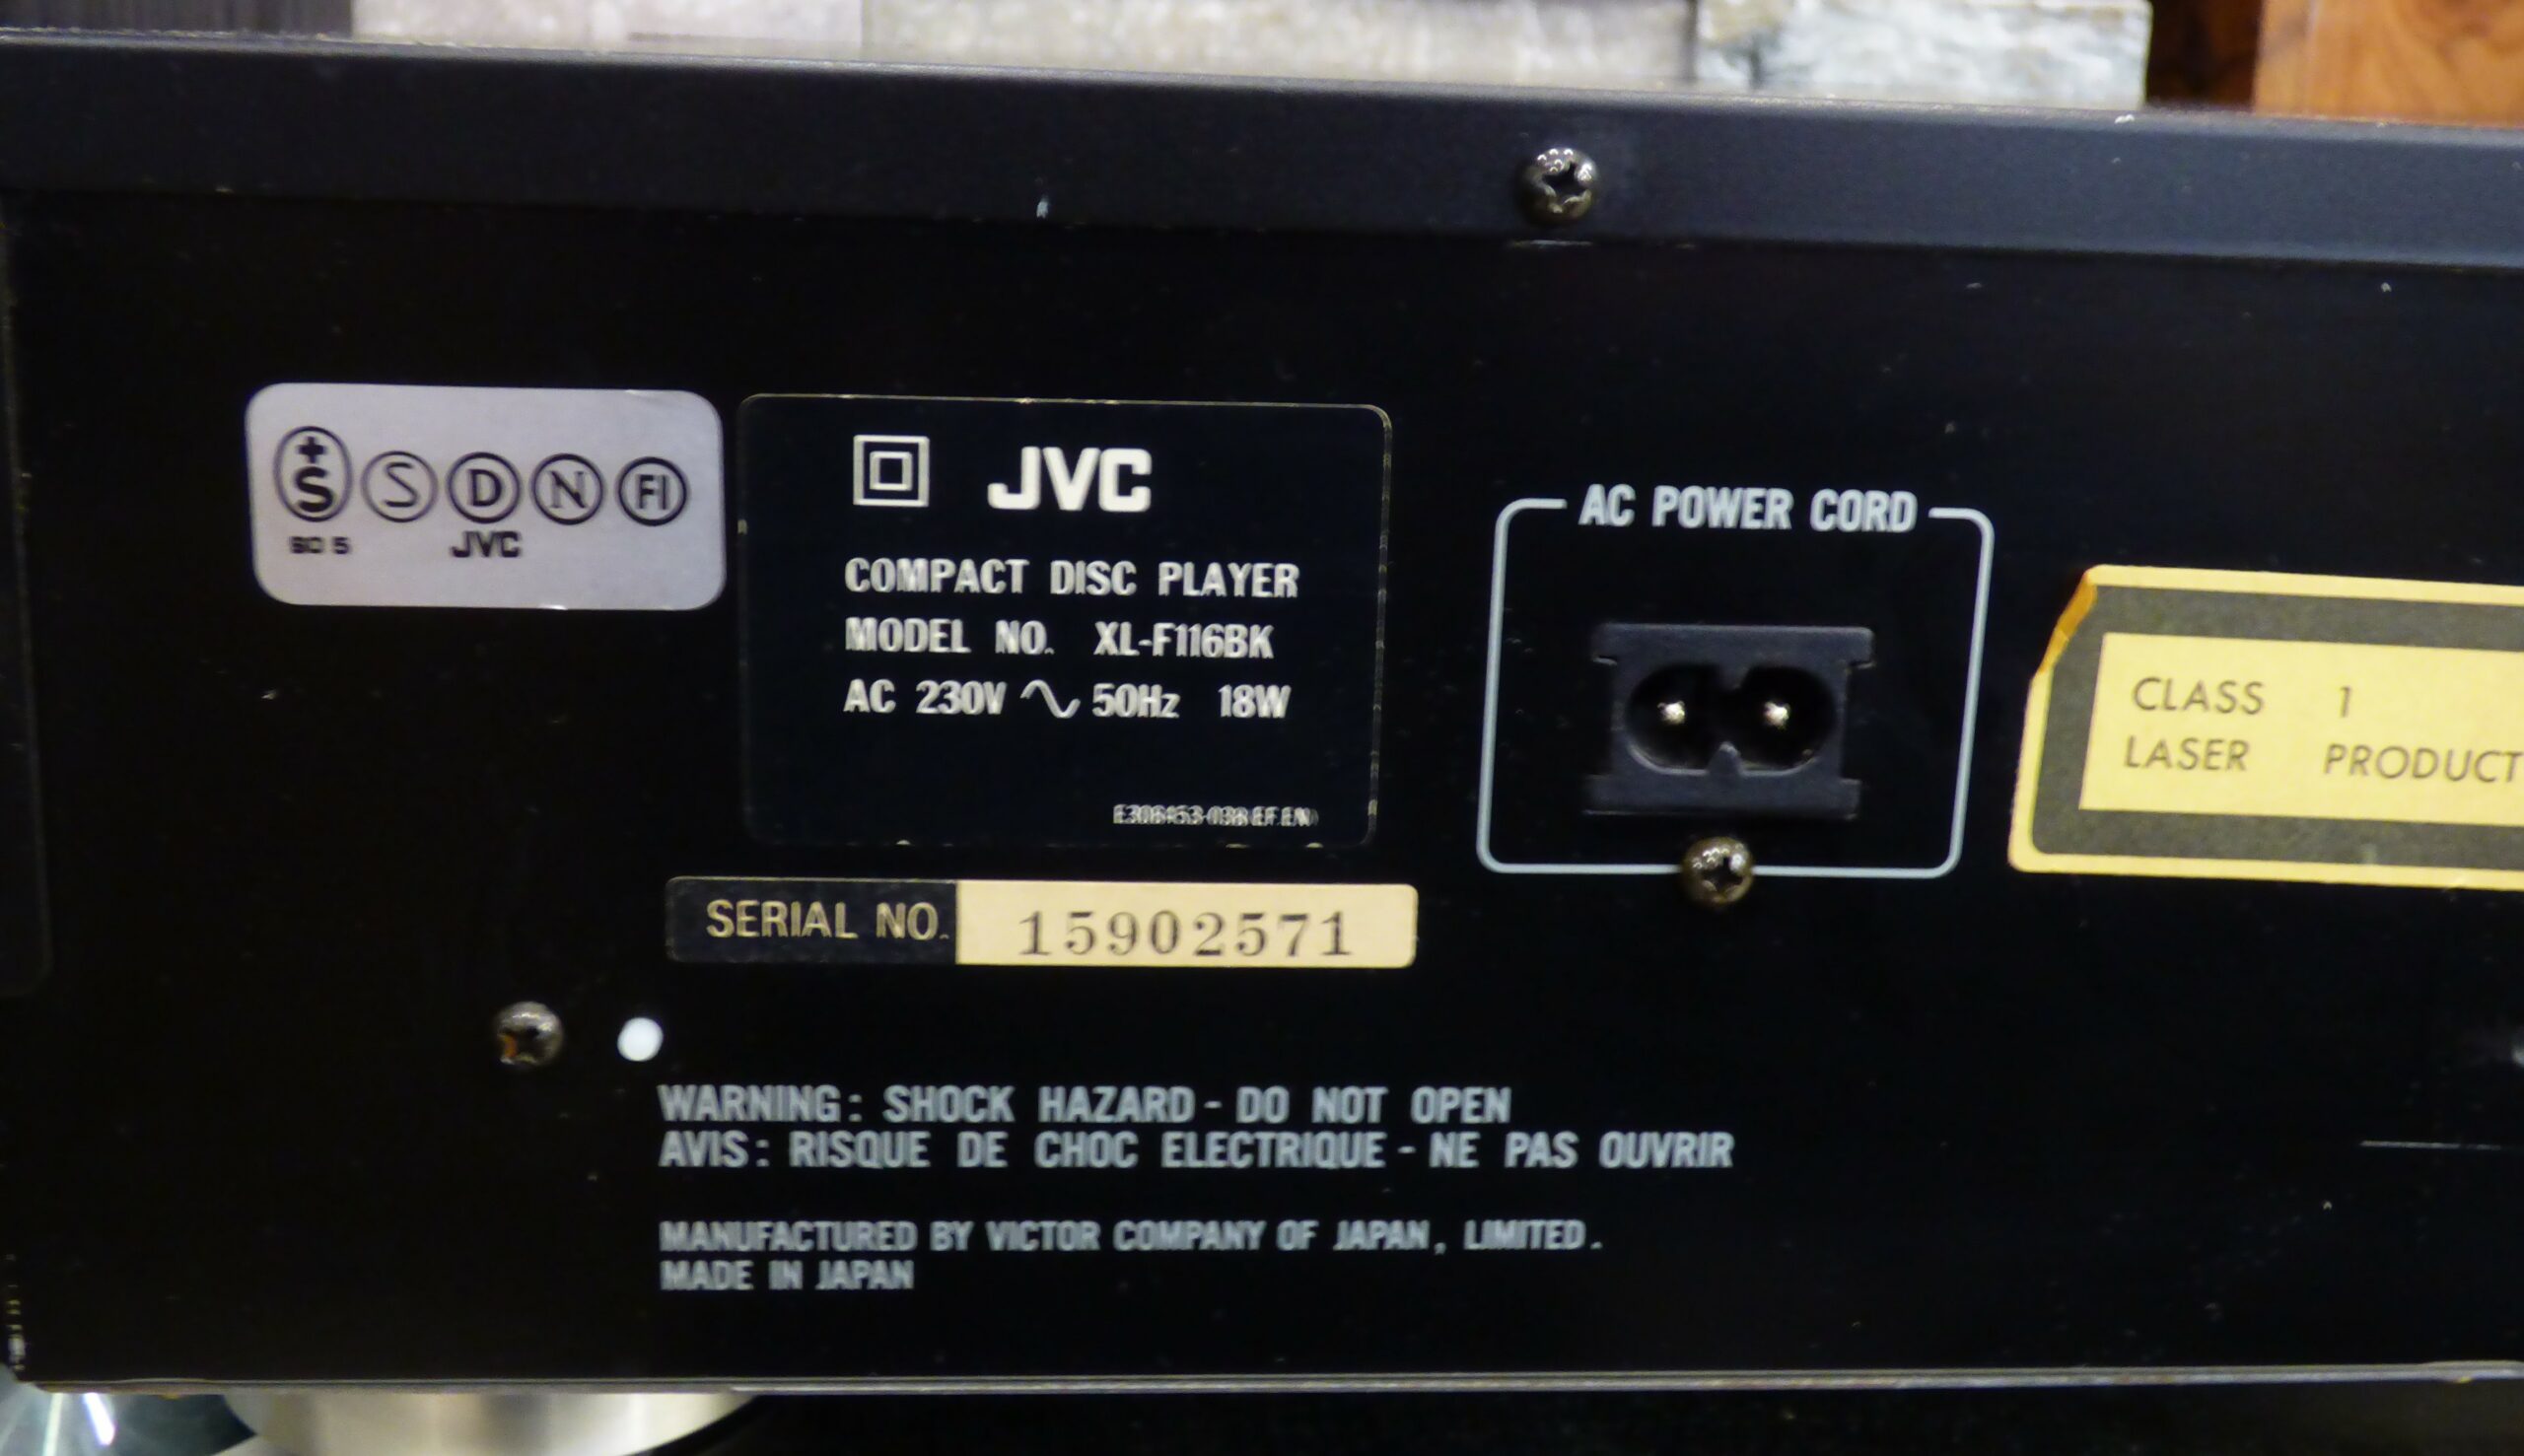 S S D N FI
JVC
JVC
COMPACT DISC PLAYER
MODEL NO. XL-F116BK
AC 230V 50Hz 18W
SERIAL NO. 15902571
AC POWER CORD
CLASS 1
LASER PRODUCT
WARNING: SHOCK HAZARD - DO NOT OPEN
AVIS: RISQUE DE CHOC ELECTRIQUE - NE PAS OUVRIR
MANUFACTURED BY VICTOR COMPANY OF JAPAN, LIMITED.
MADE IN JAPAN